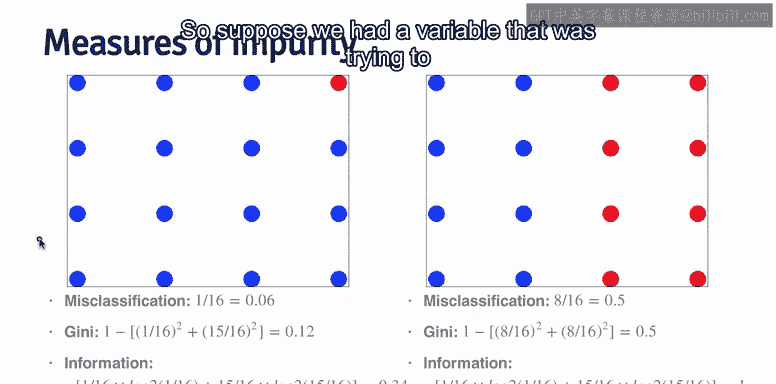 So suppose we had a variable that was
trying to
Measures of Impurity
· Misclassification: 1/16 = 0.06
· Gini: 1 − [(1/16)² + (15/16)²] = 0.12
· Information:
· Misclassification: 8/16 = 0.5
· Gini: 1 − [(8/16)² + (8/16)²] = 0.5
· Information: